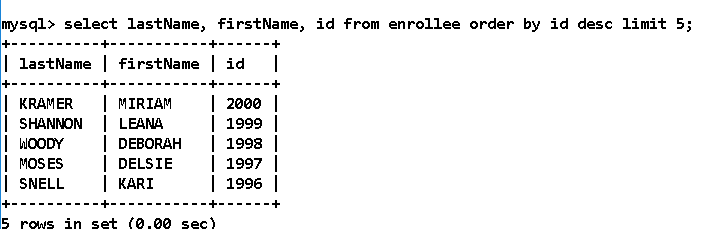 mysql> select lastName, firstName, id from enrollee order by id desc limit 5;
+----------+-----------+------+
| lastName | firstName | id   |
+----------+-----------+------+
| KRAMER   | MIRIAM    | 2000 |
| SHANNON  | LEANA     | 1999 |
| WOODY    | DEBORAH   | 1998 |
| MOSES    | DELSIE    | 1997 |
| SNELL    | KARI      | 1996 |
+----------+-----------+------+
5 rows in set (0.00 sec)